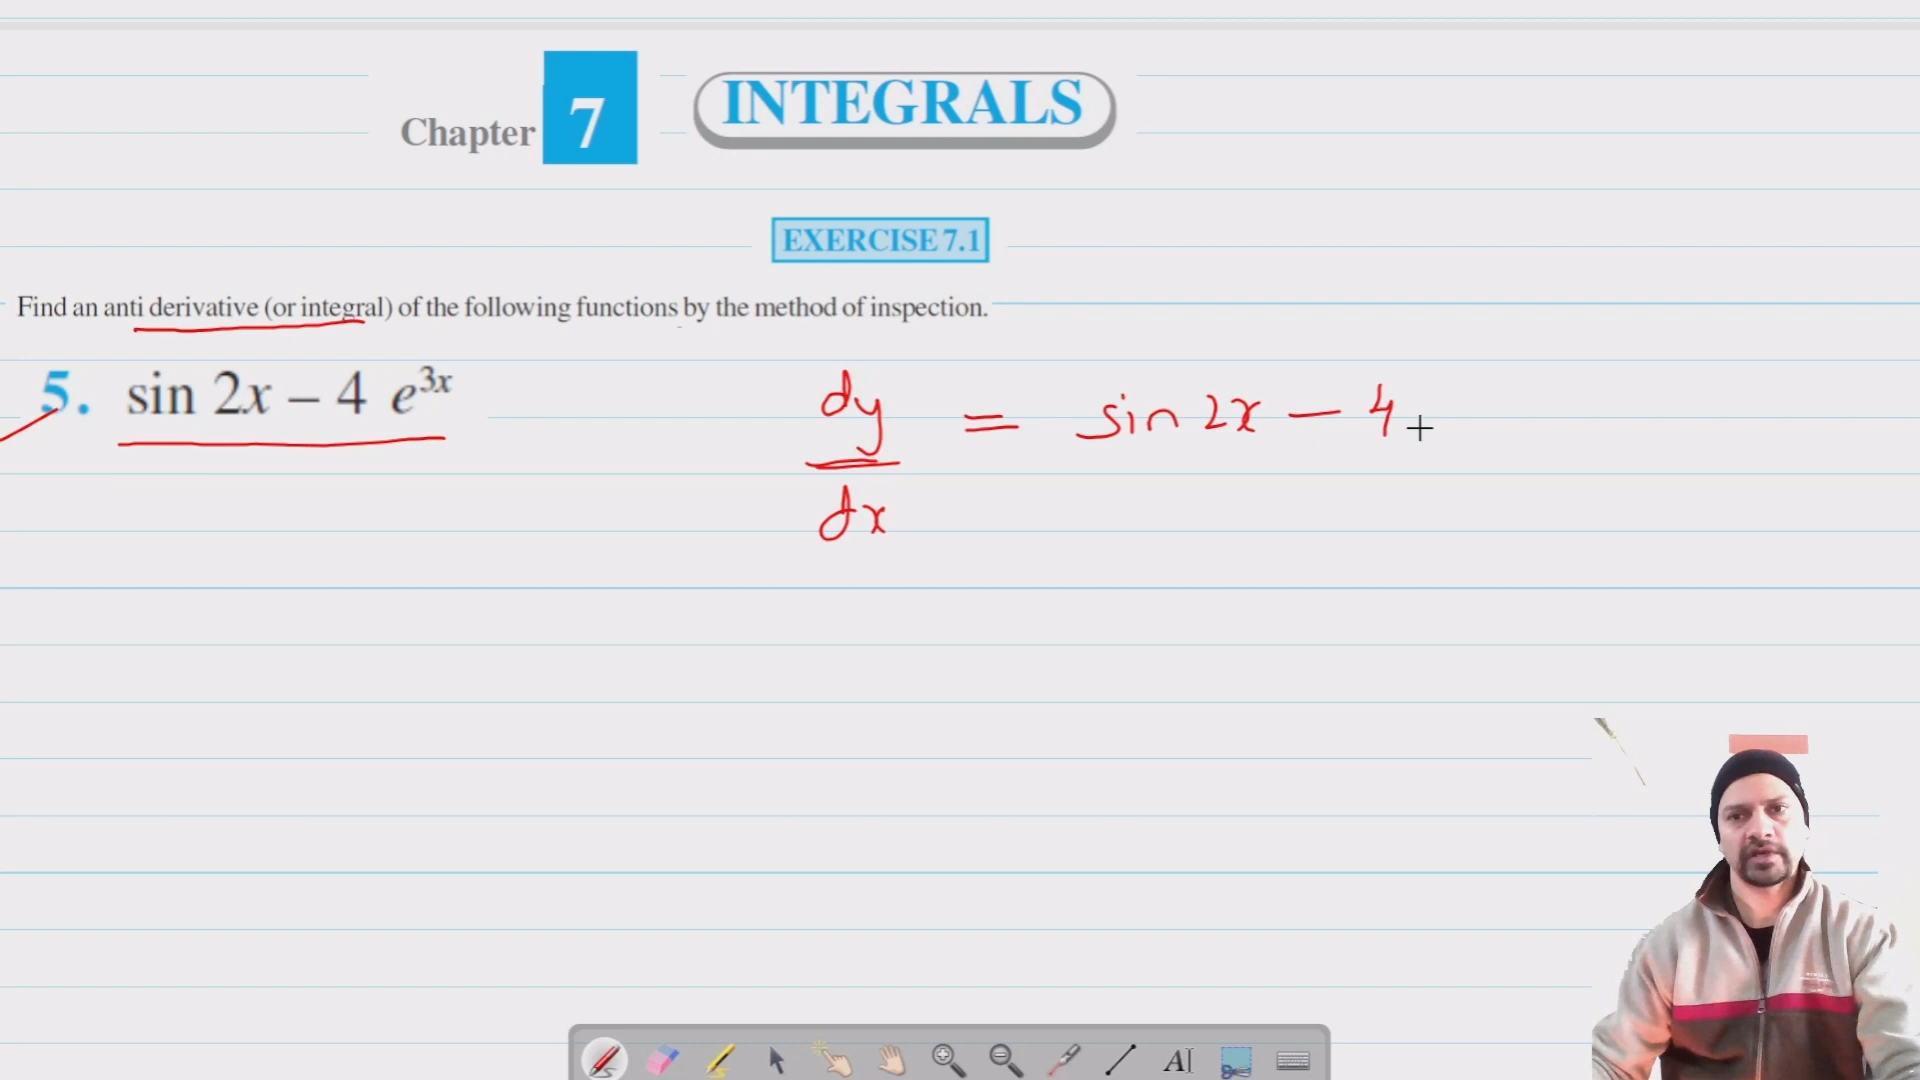 Chapter 7 INTEGRALS
EXERCISE 7.1
Find an anti derivative (or integral) of the following functions by the method of inspection.
5. sin 2x – 4 e^3x
dy/dx = sin 2x – 4
AI